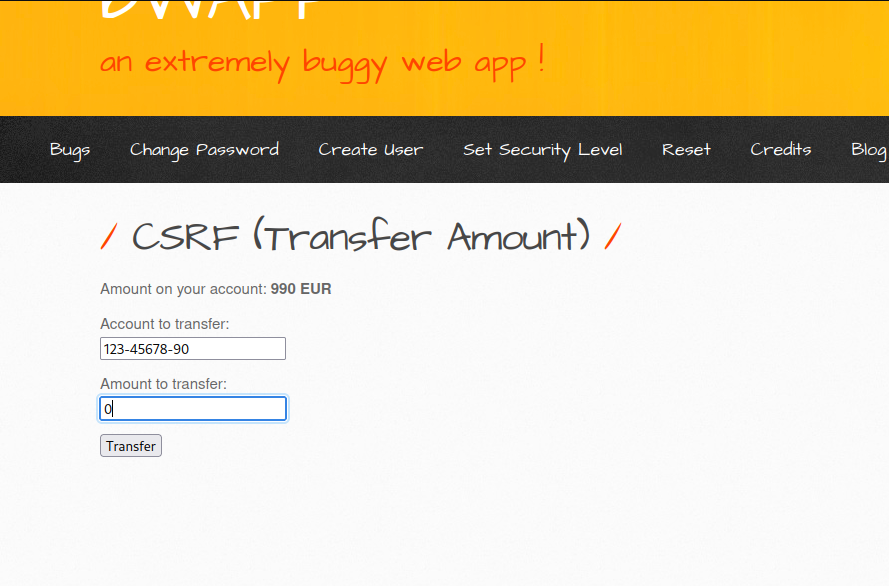 bWAPP
an extremely buggy web app !
Bugs Change Password Create User Set Security Level Reset Credits Blog
/ CSRF (Transfer Amount) /
Amount on your account: 990 EUR
Account to transfer:
123-45678-90
Amount to transfer:
0
Transfer